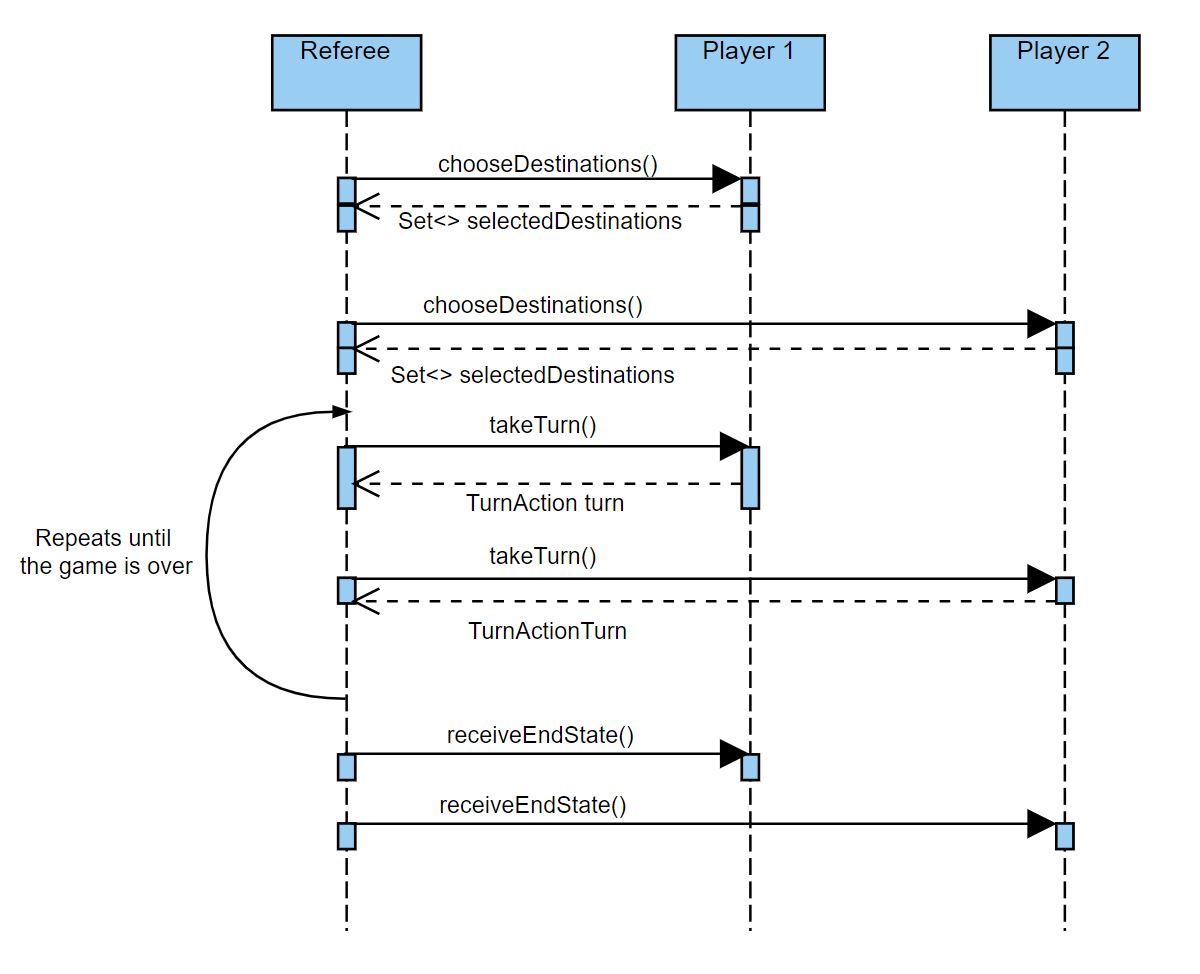 Referee
Player 1
Player 2
chooseDestinations()
Set<> selectedDestinations
chooseDestinations()
Set<> selectedDestinations
takeTurn()
TurnAction turn
Repeats until
the game is over
takeTurn()
TurnActionTurn
receiveEndState()
receiveEndState()